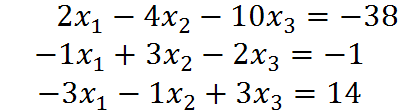 2x₁ − 4x₂ − 10x₃ = −38
−1x₁ + 3x₂ − 2x₃ = −1
−3x₁ − 1x₂ + 3x₃ = 14